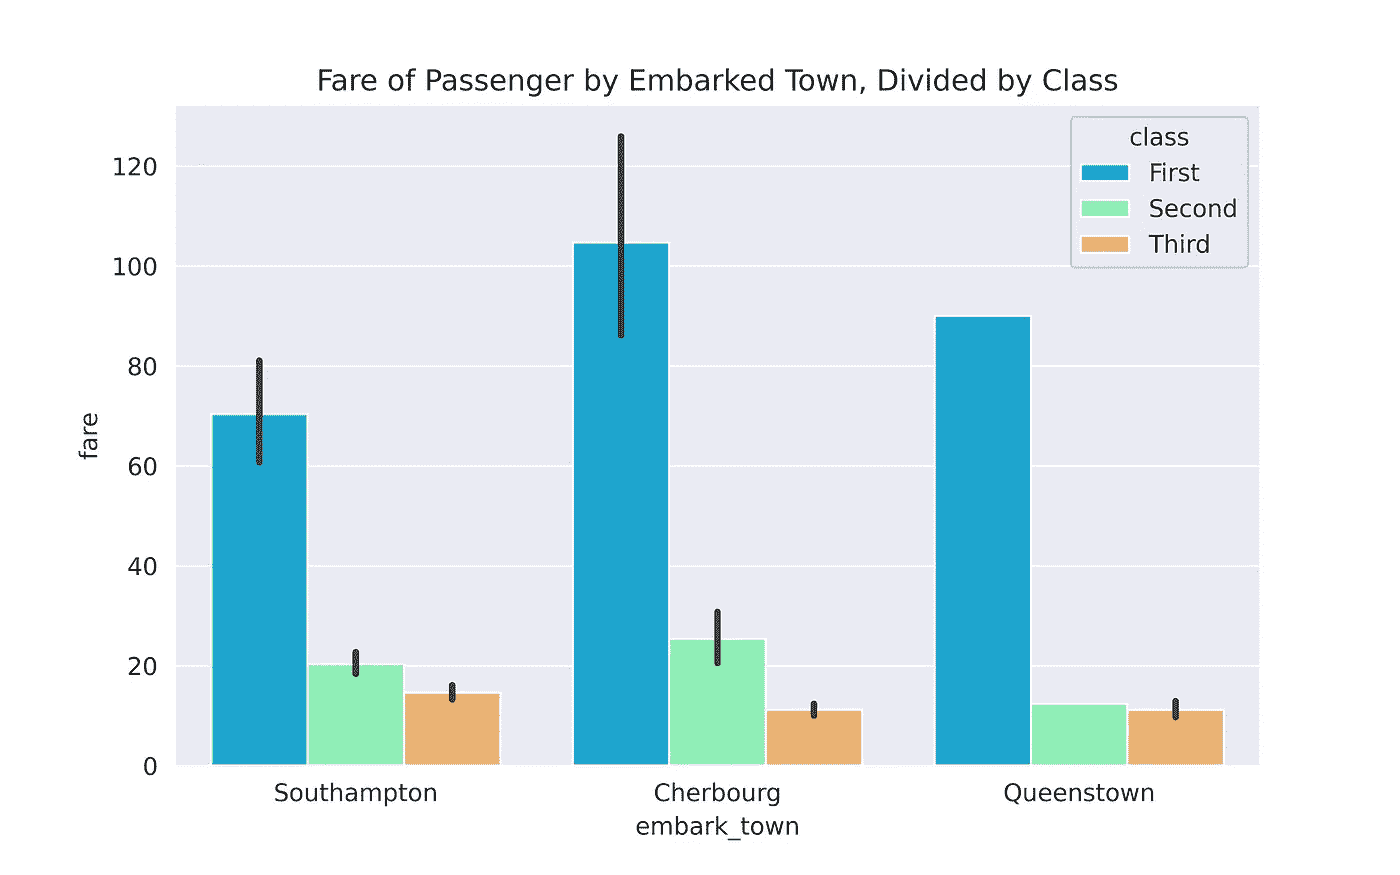 Fare of Passenger by Embarked Town, Divided by Class
class
First
Second
Third
120
100
80
60
40
20
0
fare
Southampton Cherbourg Queenstown
embark_town